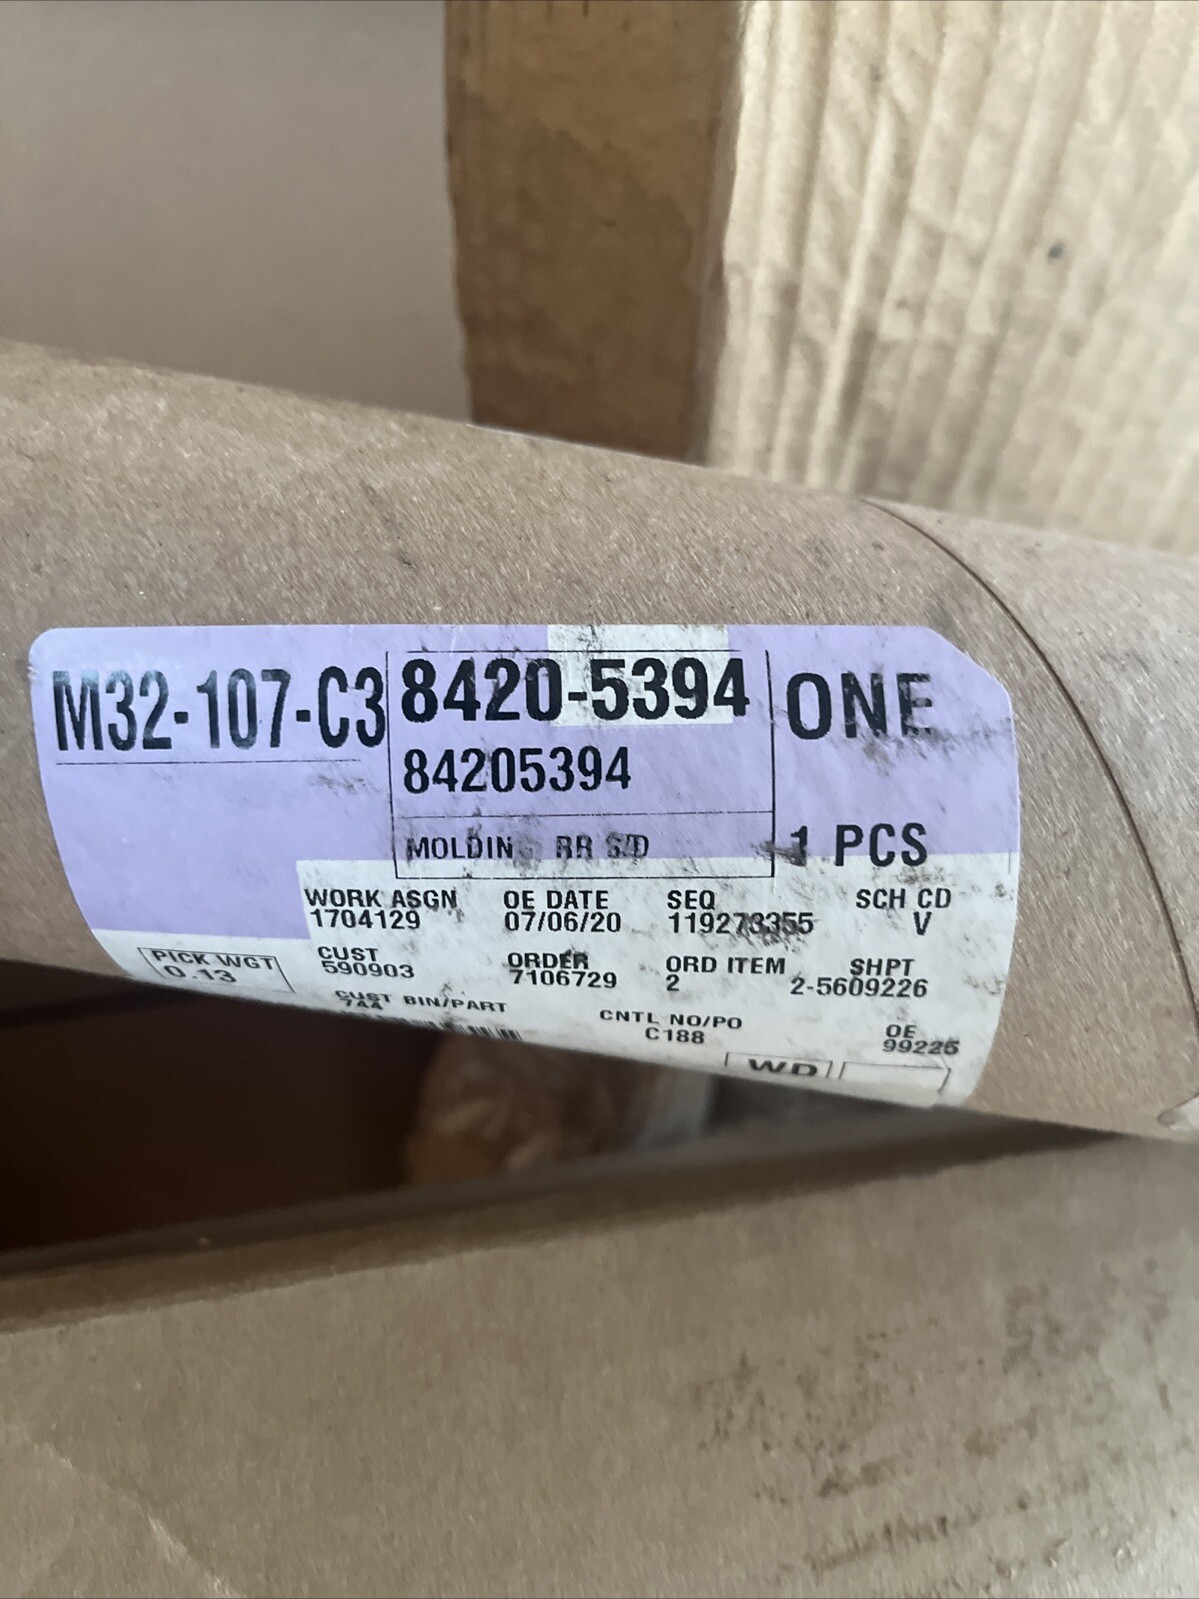 M32-107-C3 8420-5394 ONE
84205394
MOLDING RR S/D 1 PCS
WORK ASGN OE DATE SEQ SCH CD
1704129 07/06/20 119273355 V
PICK WGT CUST ORDER ORD ITEM SHPT
0.13 590903 7106729 2 2-5609226
CUST BIN/PART CNTL NO/PO OE
744 C188 99225
WD